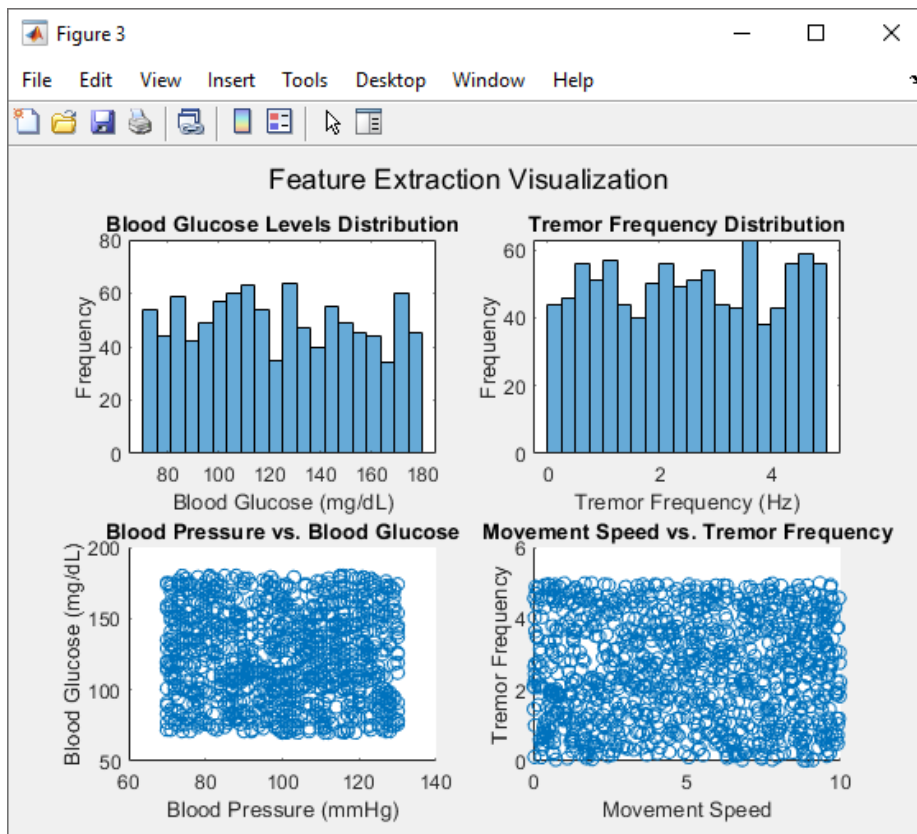 Figure 3
File Edit View Insert Tools Desktop Window Help
Feature Extraction Visualization
Blood Glucose Levels Distribution
80
60
40
20
0
Frequency
80 100 120 140 160 180
Blood Glucose (mg/dL)
Tremor Frequency Distribution
60
40
20
0
Frequency
0 2 4
Tremor Frequency (Hz)
Blood Pressure vs. Blood Glucose
200
150
100
50
Blood Glucose (mg/dL)
60 80 100 120 140
Blood Pressure (mmHg)
Movement Speed vs. Tremor Frequency
6
4
2
0
Tremor Frequency
0 5 10
Movement Speed